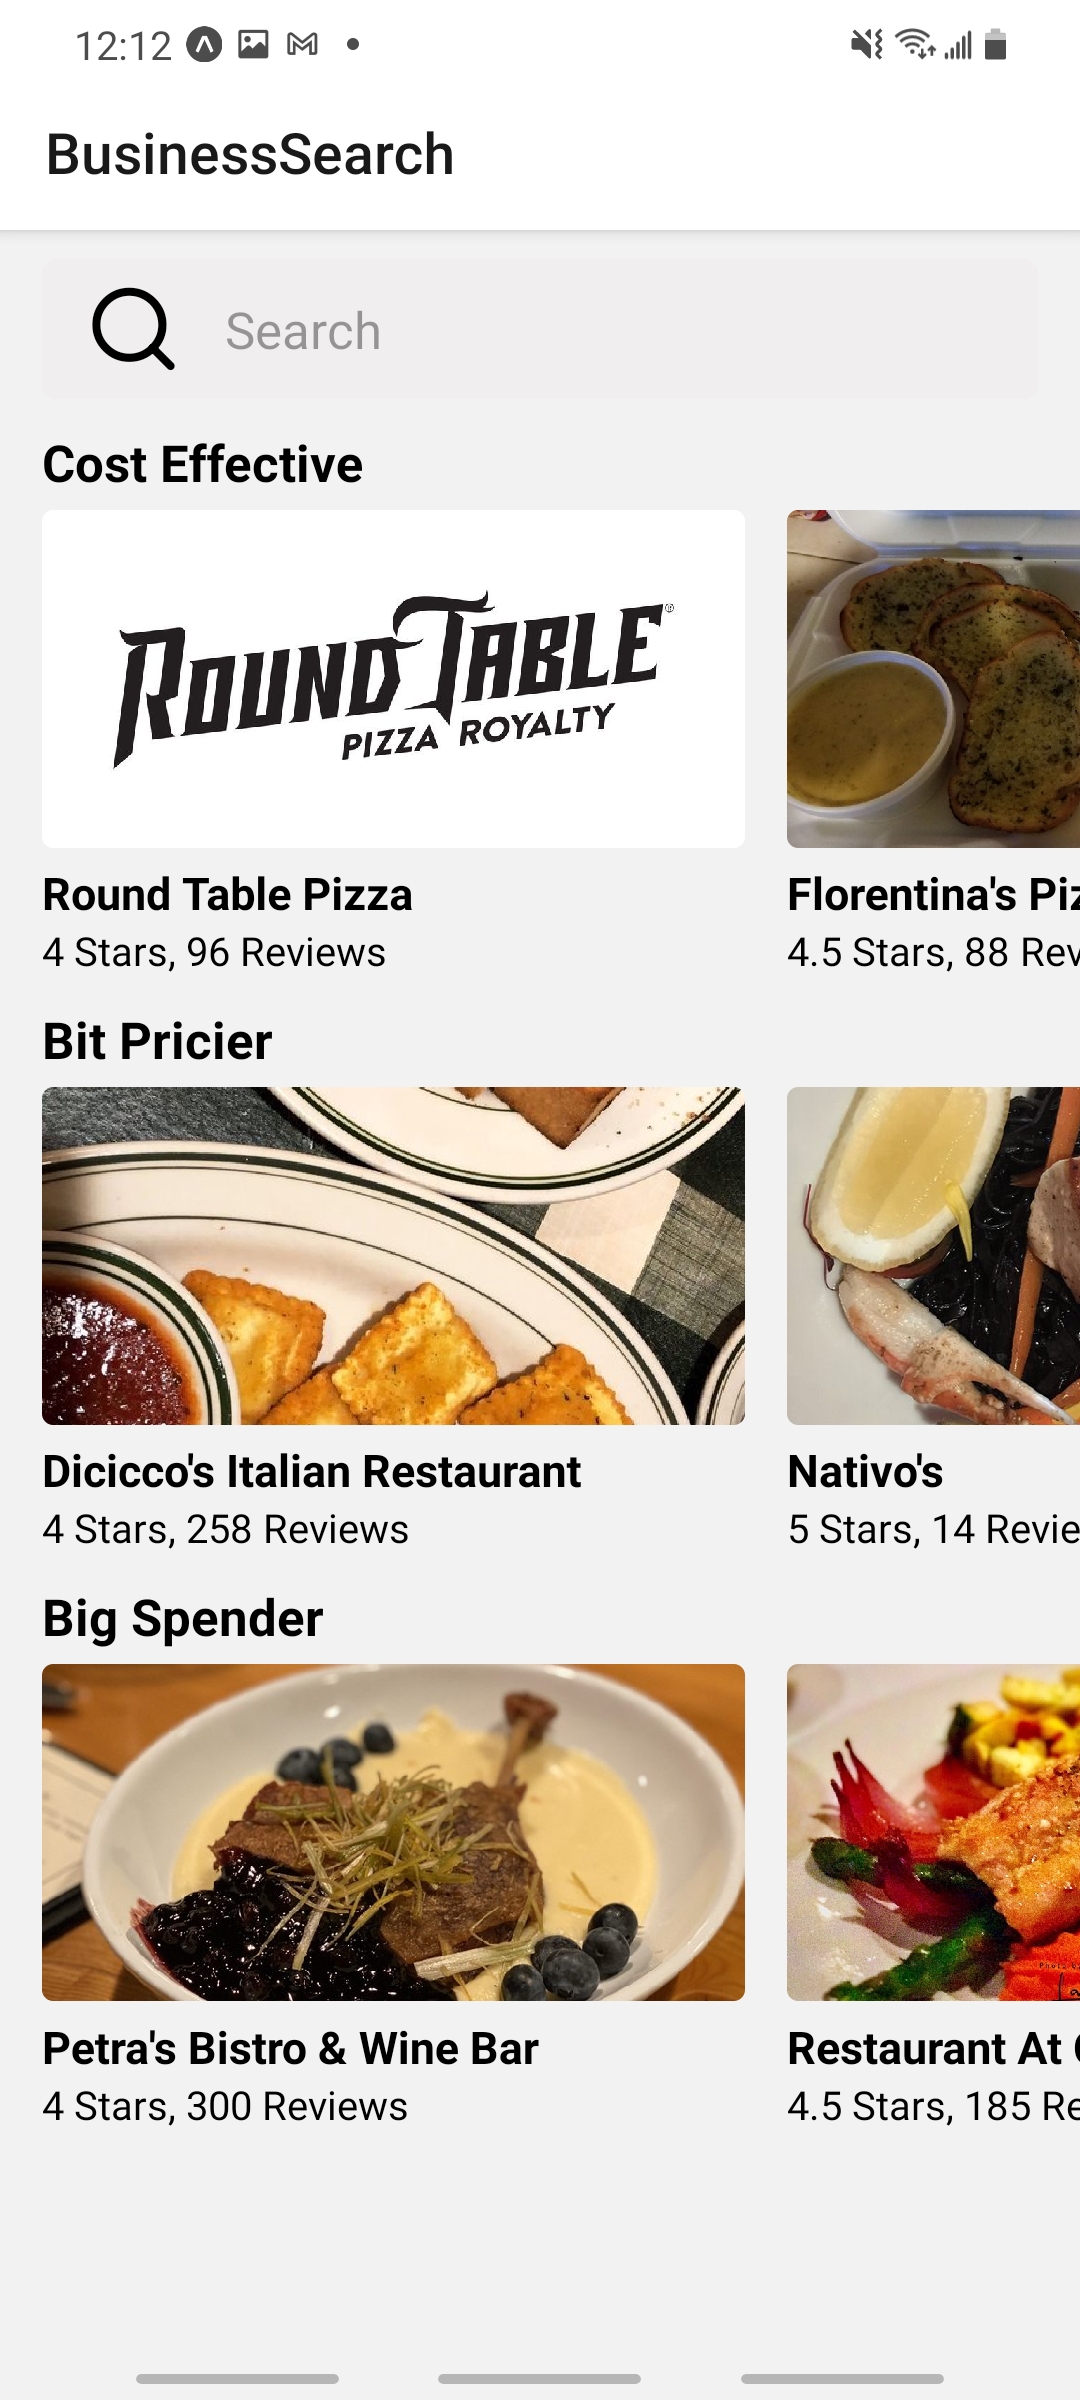 12:12
BusinessSearch
Search
Cost Effective
ROUND TABLE®
PIZZA ROYALTY
Round Table Pizza
4 Stars, 96 Reviews
Florentina's Piz
4.5 Stars, 88 Rev
Bit Pricier
Dicicco's Italian Restaurant
4 Stars, 258 Reviews
Nativo's
5 Stars, 14 Revie
Big Spender
Petra's Bistro & Wine Bar
4 Stars, 300 Reviews
Restaurant At
4.5 Stars, 185 Re